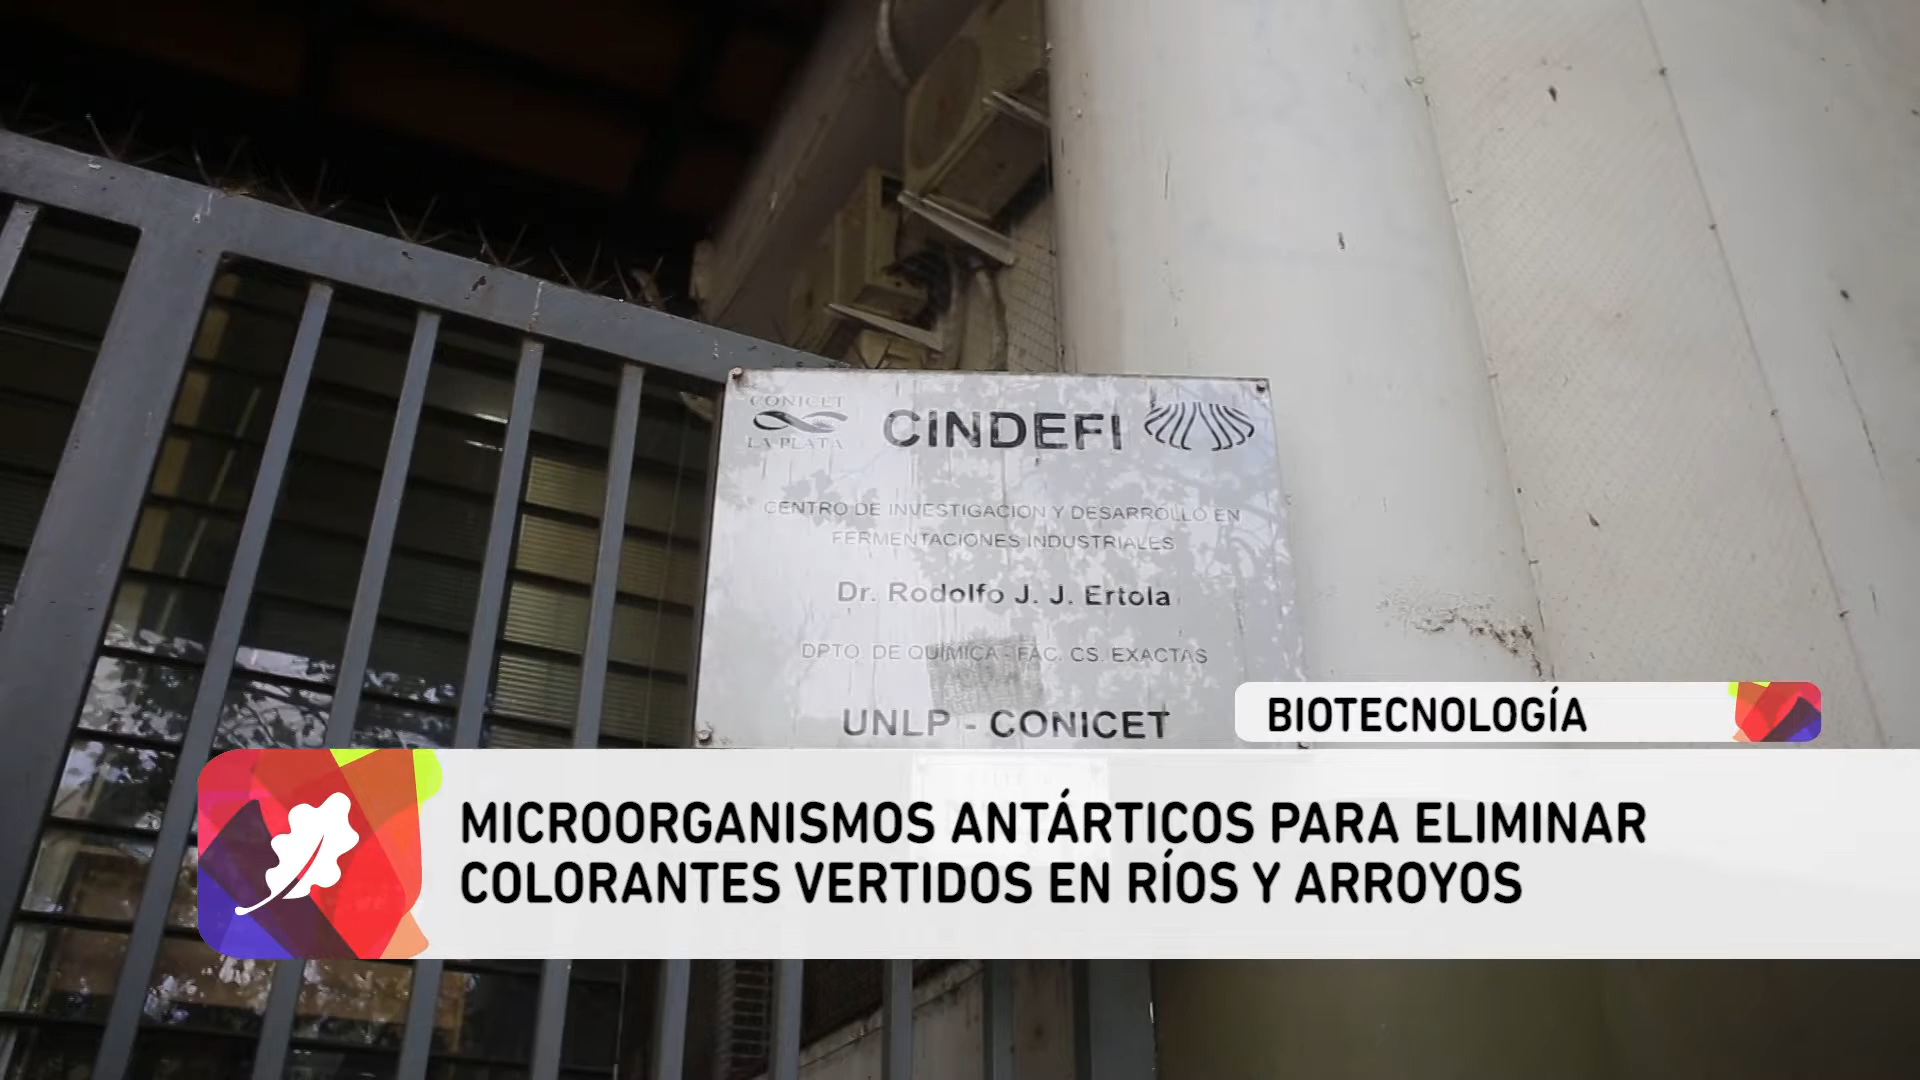 CONICET
LA PLATA
CINDEFI
CENTRO DE INVESTIGACION Y DESARROLLO EN
FERMENTACIONES INDUSTRIALES
Dr. Rodolfo J. J. Ertola
DPTO. DE QUÍMICA - FAC. CS. EXACTAS
UNLP - CONICET
BIOTECNOLOGÍA
MICROORGANISMOS ANTÁRTICOS PARA ELIMINAR
COLORANTES VERTIDOS EN RÍOS Y ARROYOS